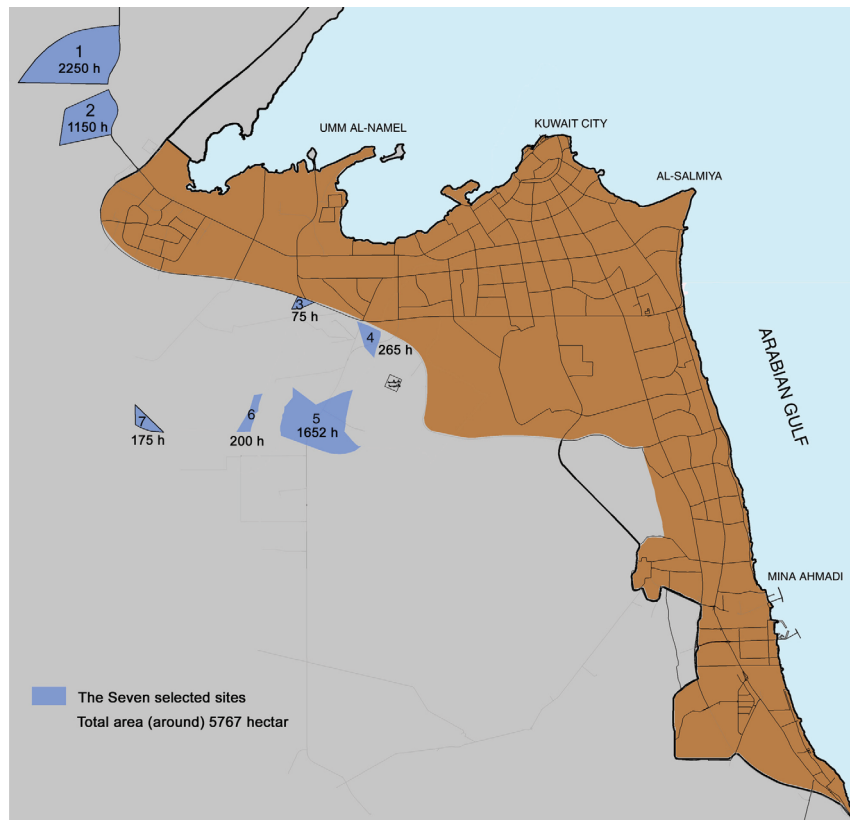 1
2250 h
2
1150 h
UMM AL-NAMEL
KUWAIT CITY
AL-SALMIYA
3
75 h
4
265 h
ARABIAN GULF
5
1652 h
6
200 h
7
175 h
MINA AHMADI
The Seven selected sites
Total area (around) 5767 hectar